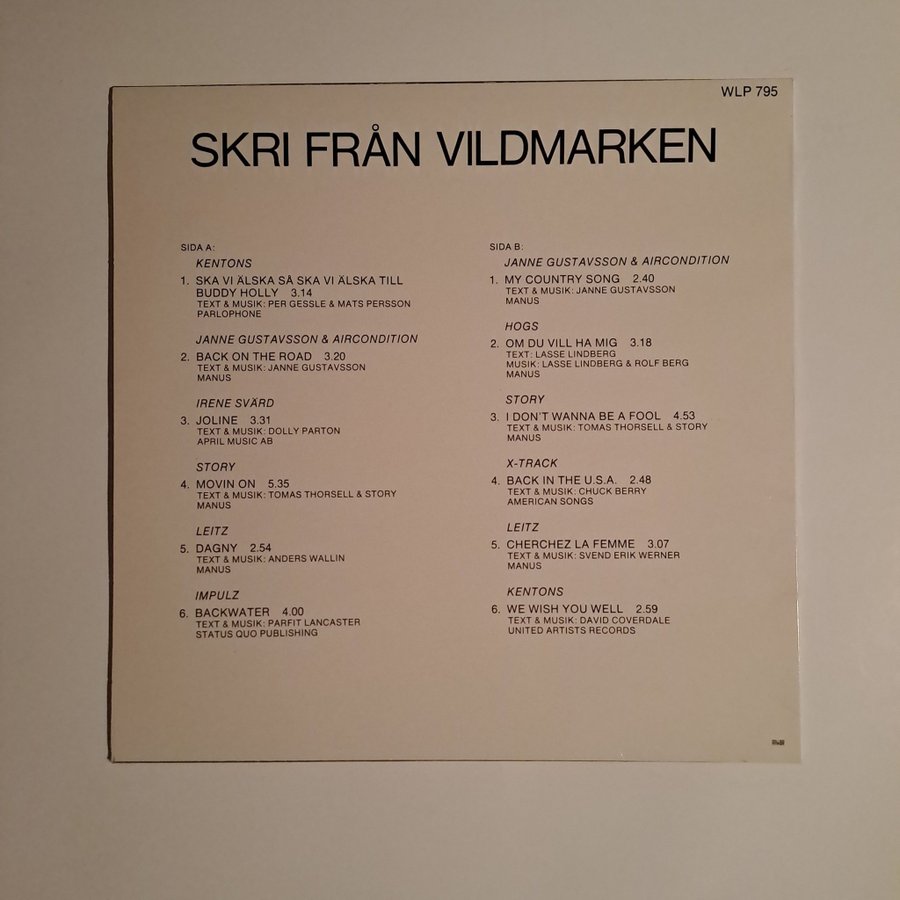 WLP 795
SKRI FRÅN VILDMARKEN
SIDA A:
KENTONS
1. SKA VI ÄLSKA SÅ SKA VI ÄLSKA TILL
BUDDY HOLLY 3.14
TEXT & MUSIK: PER GESSLE & MATS PERSSON
PARLOPHONE
JANNE GUSTAVSSON & AIRCONDITION
2. BACK ON THE ROAD 3.20
TEXT & MUSIK: JANNE GUSTAVSSON
MANUS
IRENE SVÄRD
3. JOLINE 3.31
TEXT & MUSIK: DOLLY PARTON
APRIL MUSIC AB
STORY
4. MOVIN ON 5.35
TEXT & MUSIK: TOMAS THORSELL & STORY
MANUS
LEITZ
5. DAGNY 2.54
TEXT & MUSIK: ANDERS WALLIN
MANUS
IMPULZ
6. BACKWATER 4.00
TEXT & MUSIK: PARFIT LANCASTER
STATUS QUO PUBLISHING
SIDA B:
JANNE GUSTAVSSON & AIRCONDITION
1. MY COUNTRY SONG 2.40
TEXT & MUSIK: JANNE GUSTAVSSON
MANUS
HOGS
2. OM DU VILL HA MIG 3.18
TEXT: LASSE LINDBERG
MUSIK: LASSE LINDBERG & ROLF BERG
MANUS
STORY
3. I DON'T WANNA BE A FOOL 4.53
TEXT & MUSIK: TOMAS THORSELL & STORY
MANUS
X-TRACK
4. BACK IN THE U.S.A. 2.48
TEXT & MUSIK: CHUCK BERRY
AMERICAN SONGS
LEITZ
5. CHERCHEZ LA FEMME 3.07
TEXT & MUSIK: SVEND ERIK WERNER
MANUS
KENTONS
6. WE WISH YOU WELL 2.59
TEXT & MUSIK: DAVID COVERDALE
UNITED ARTISTS RECORDS